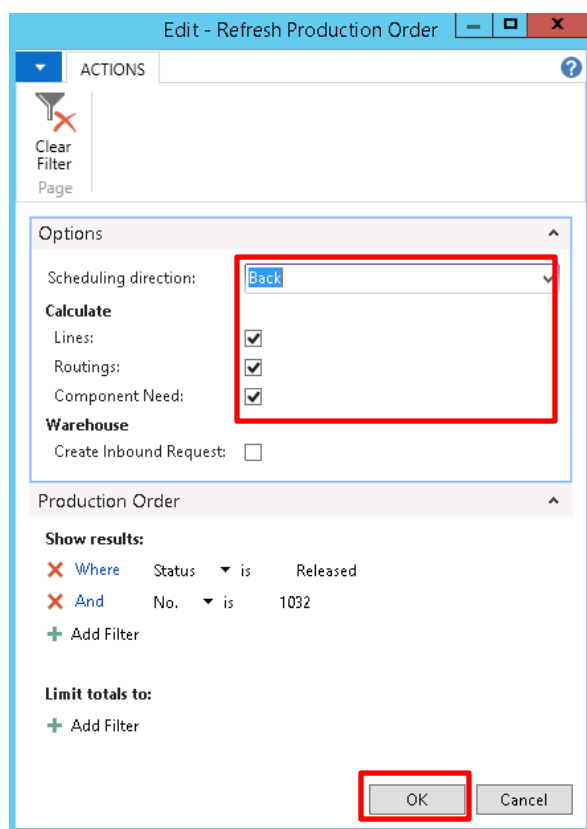 Edit - Refresh Production Order
ACTIONS
Clear
Filter
Page
Options
Scheduling direction: Back
Calculate
Lines:
Routings:
Component Need:
Warehouse
Create Inbound Request:
Production Order
Show results:
Where Status is Released
And No. is 1032
Add Filter
Limit totals to:
Add Filter
OK Cancel